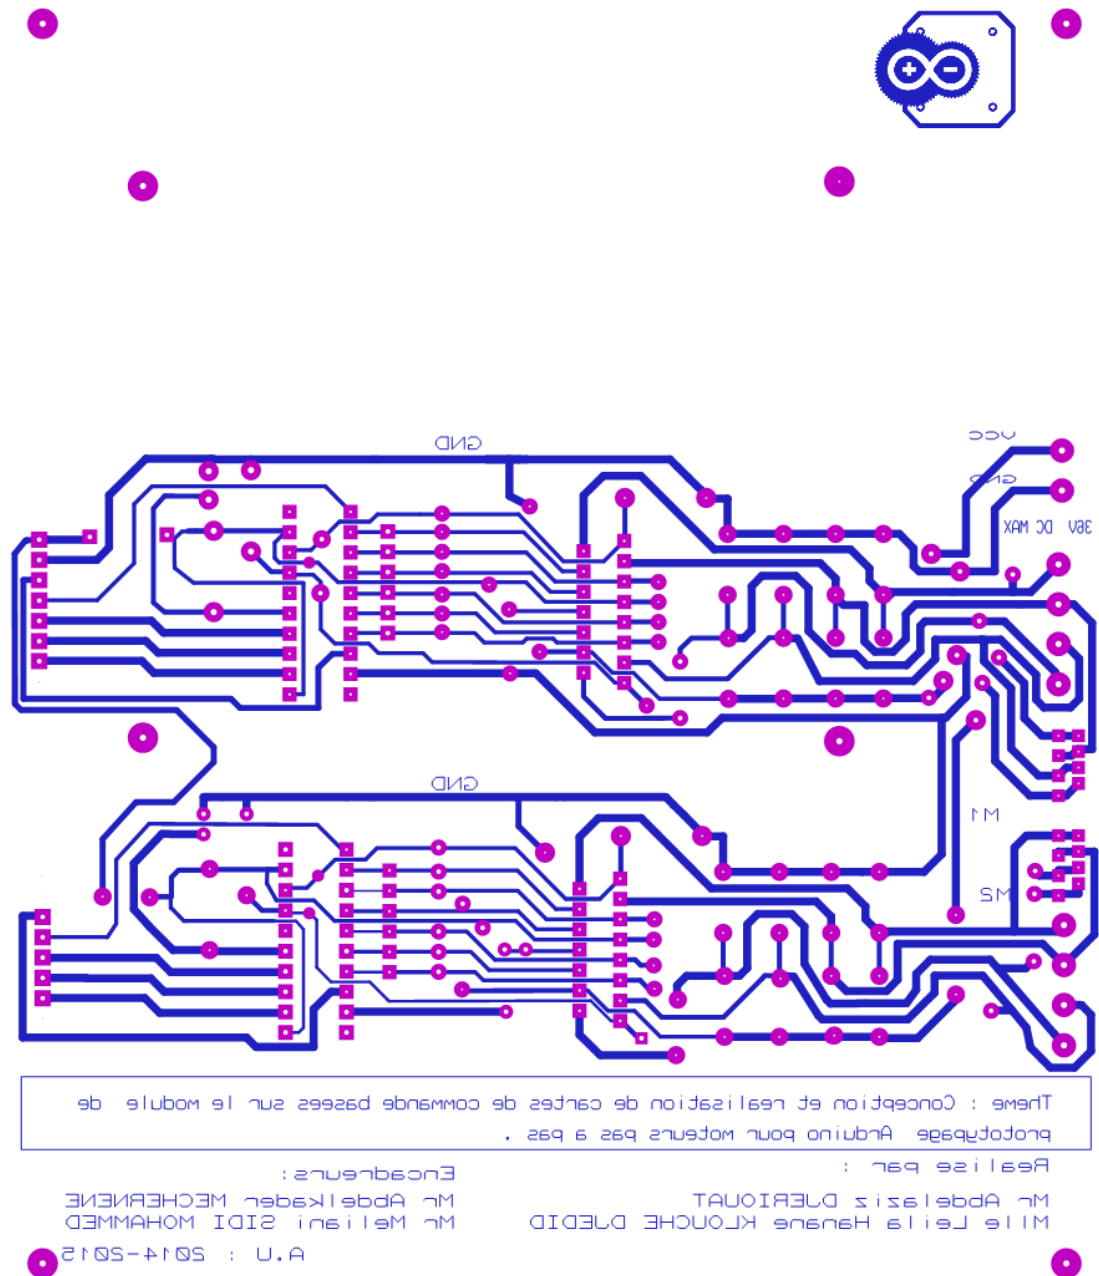 + -
GND
VCC
GND
36V DC MAX
M1
GND
M2
Theme : Conception et realisation de cartes de commande basees sur le module de
prototypage Arduino pour moteurs pas a pas .
Realise par :
Mr Abdelaziz DJERIOUAT
Mlle Leila Hanane KLOUCHE DJEDID
Encadreurs:
Mr Abdelkader MECHERNENE
Mr Meliani SIDI MOHAMMED
A.U : 2014-2015